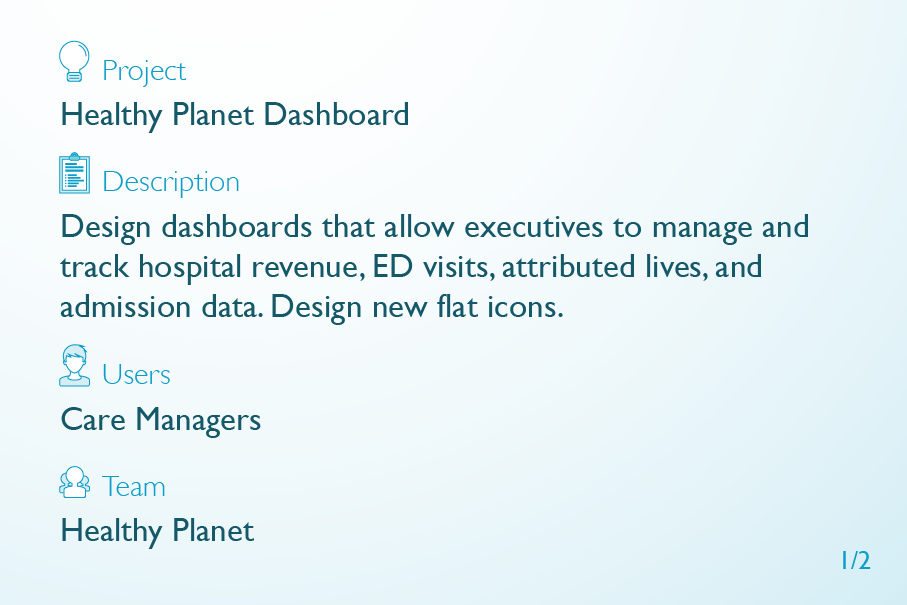 Project
Healthy Planet Dashboard
Description
Design dashboards that allow executives to manage and
track hospital revenue, ED visits, attributed lives, and
admission data. Design new flat icons.
Users
Care Managers
Team
Healthy Planet
1/2